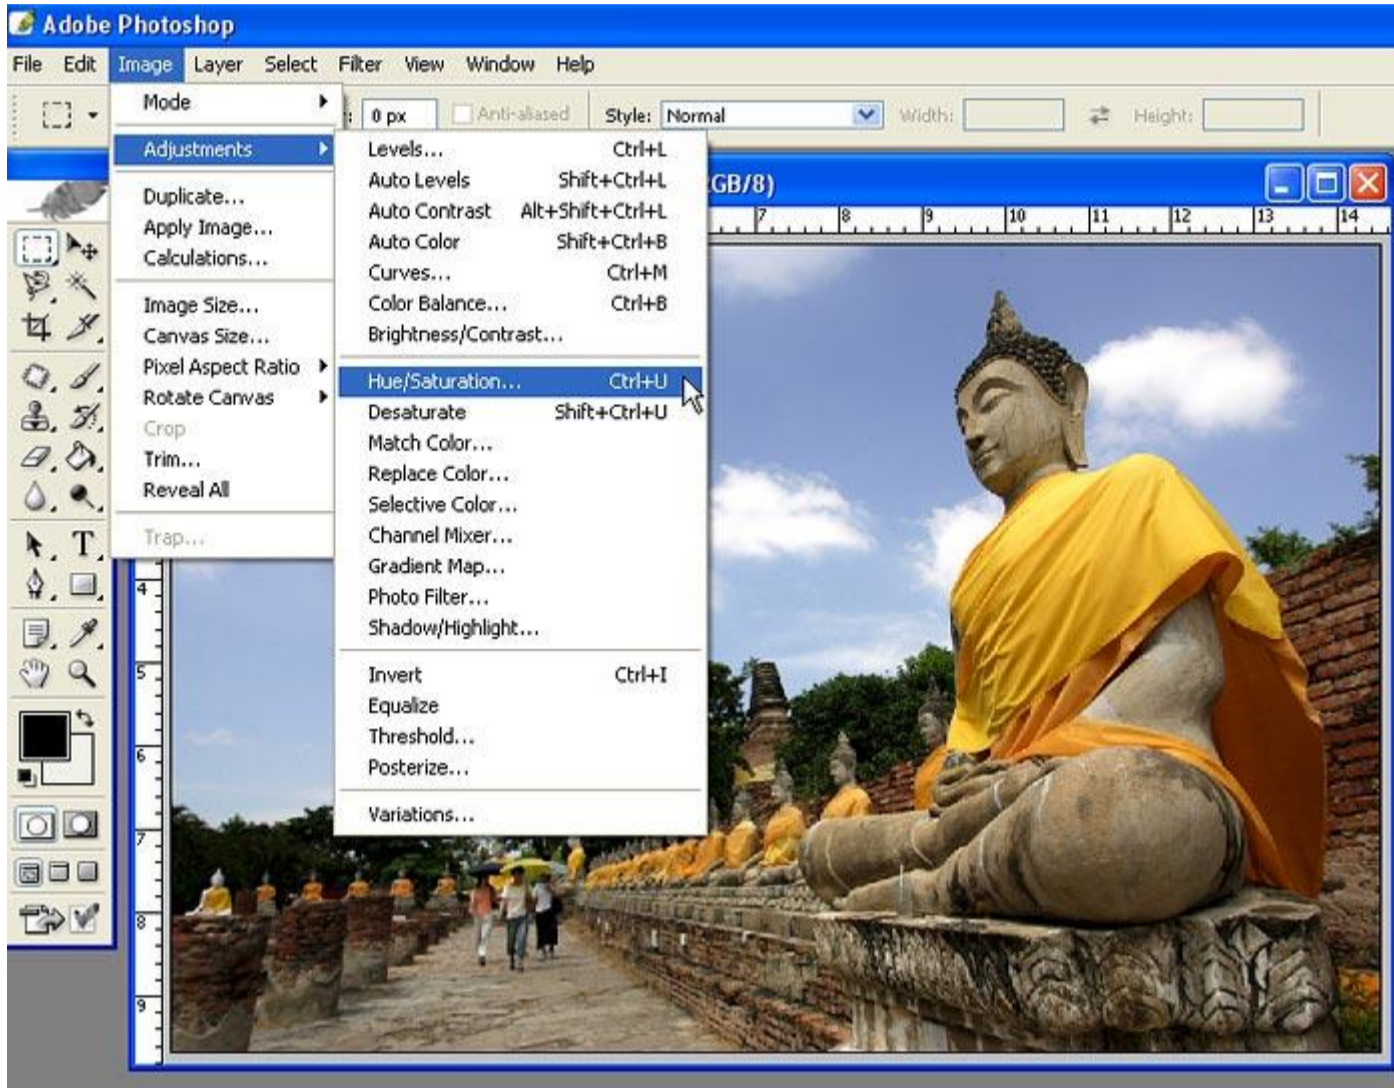 Adobe Photoshop
File Edit Image Layer Select Filter View Window Help
: 0 px Anti-aliased Style: Normal Width: Height:
Mode
Adjustments
Duplicate...
Apply Image...
Calculations...
Image Size...
Canvas Size...
Pixel Aspect Ratio
Rotate Canvas
Crop
Trim...
Reveal All
Trap...
Levels... Ctrl+L
Auto Levels Shift+Ctrl+L
Auto Contrast Alt+Shift+Ctrl+L
Auto Color Shift+Ctrl+B
Curves... Ctrl+M
Color Balance... Ctrl+B
Brightness/Contrast...
Hue/Saturation... Ctrl+U
Desaturate Shift+Ctrl+U
Match Color...
Replace Color...
Selective Color...
Channel Mixer...
Gradient Map...
Photo Filter...
Shadow/Highlight...
Invert Ctrl+I
Equalize
Threshold...
Posterize...
Variations...
GB/8)
7 8 9 10 11 12 13 14
T
4
5
6
7
8
9